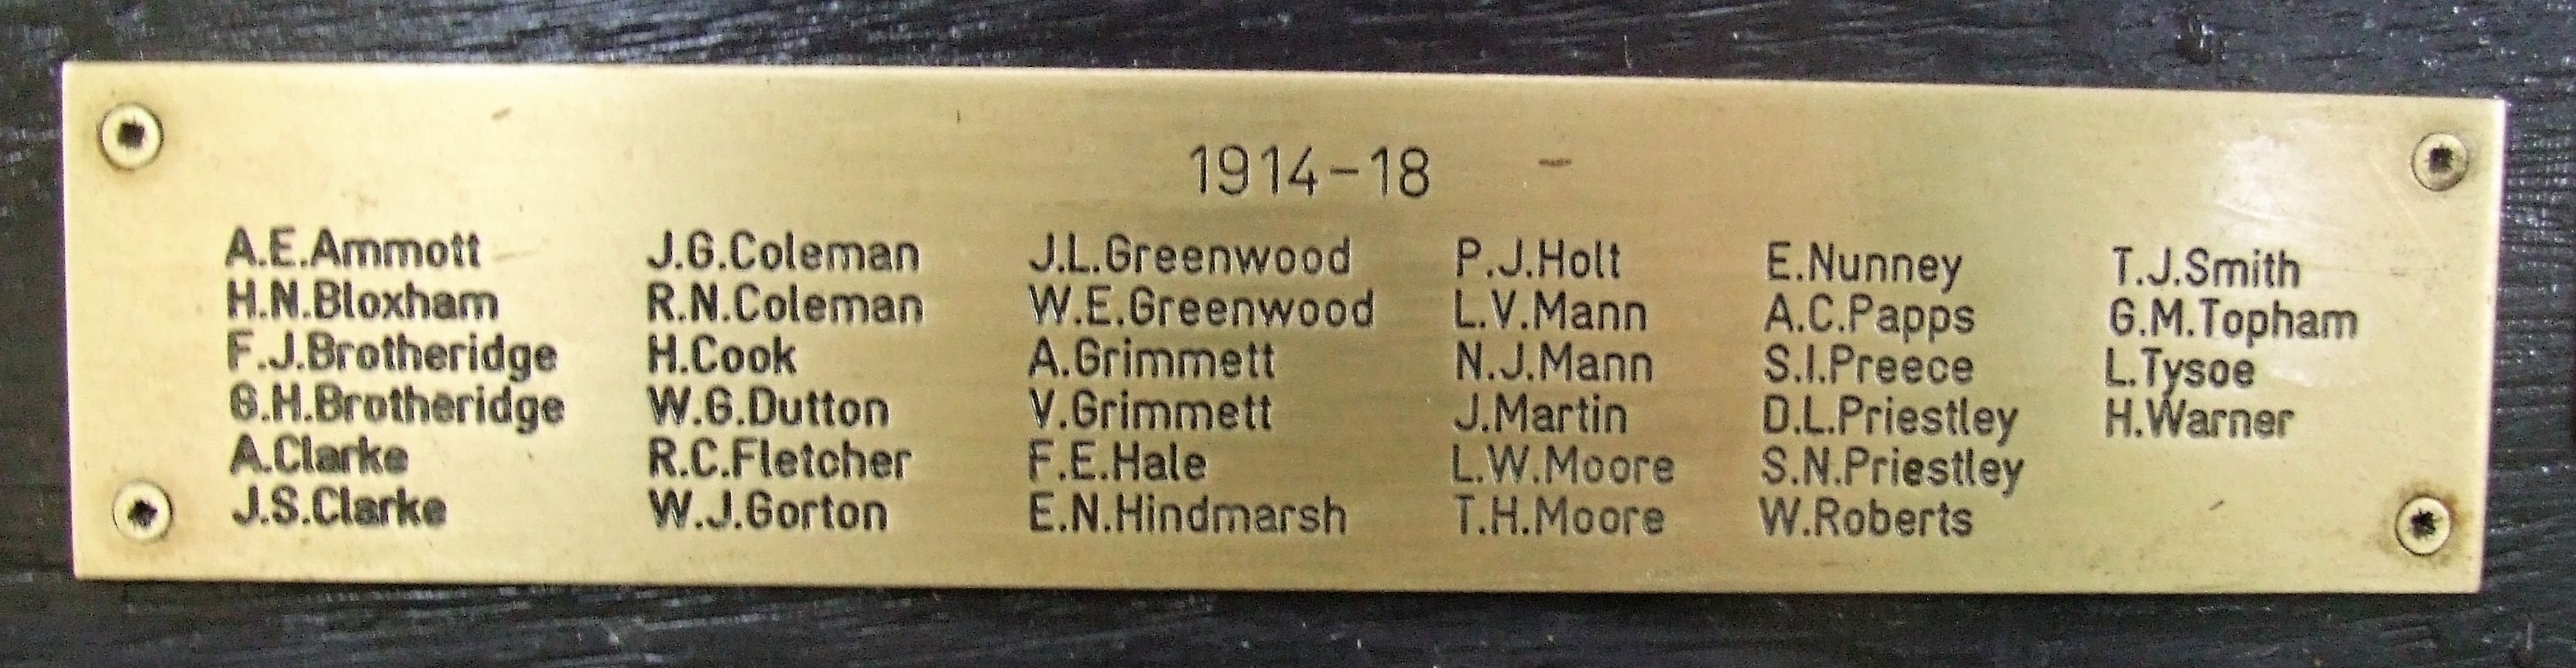 1914-18
A.E.Ammott
H.N.Bloxham
F.J.Brotheridge
G.H.Brotheridge
A.Clarke
J.S.Clarke
J.G.Coleman
R.N.Coleman
H.Cook
W.G.Dutton
R.C.Fletcher
W.J.Gorton
J.L.Greenwood
W.E.Greenwood
A.Grimmett
V.Grimmett
F.E.Hale
E.N.Hindmarsh
P.J.Holt
L.V.Mann
N.J.Mann
J.Martin
L.W.Moore
T.H.Moore
E.Nunney
A.C.Papps
S.I.Preece
D.L.Priestley
S.N.Priestley
W.Roberts
T.J.Smith
G.M.Topham
L.Tysoe
H.Warner